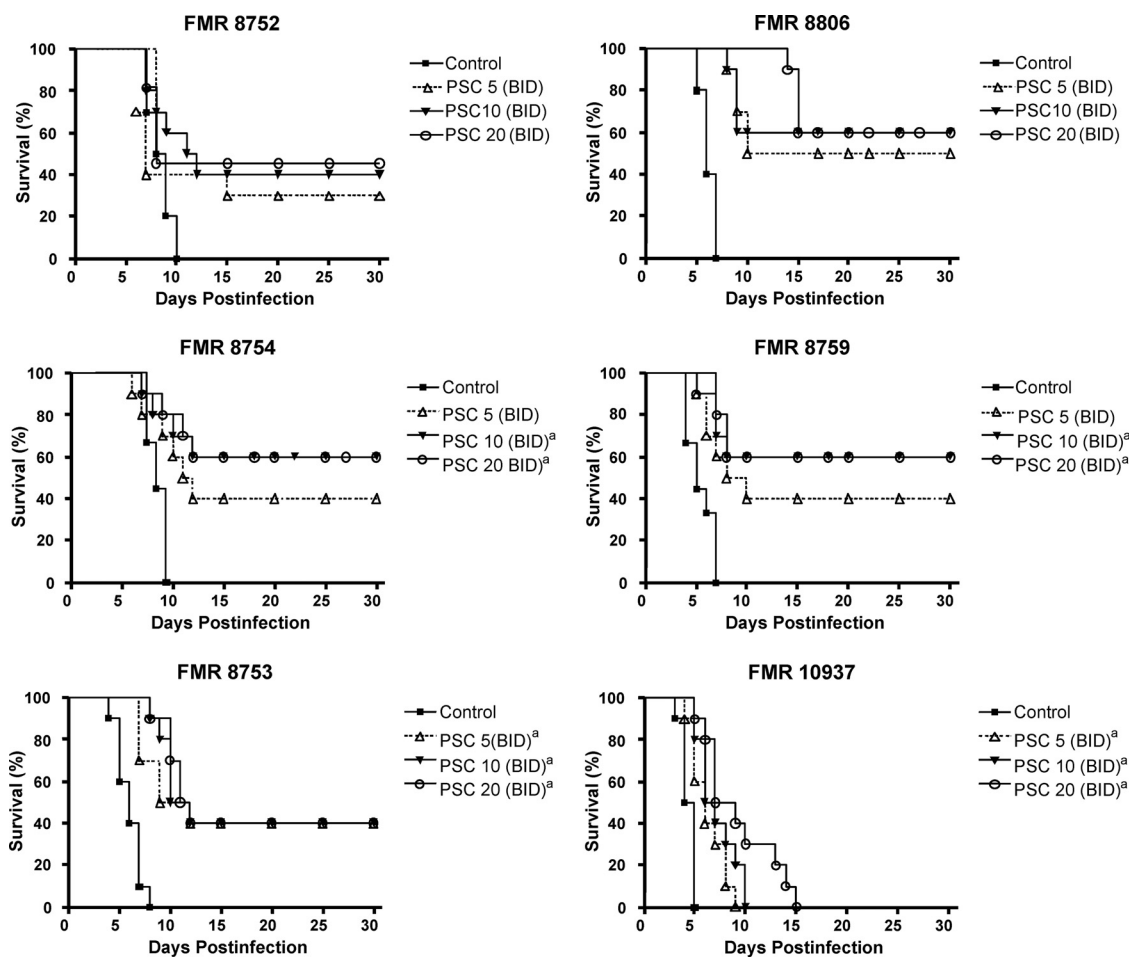 FMR 8752
100
80
60
40
20
0
Survival (%)
0 5 10 15 20 25 30
Days Postinfection
Control
PSC 5 (BID)
PSC10 (BID)
PSC 20 (BID)
FMR 8806
100
80
60
40
20
0
Survival (%)
0 5 10 15 20 25 30
Days Postinfection
Control
PSC 5 (BID)
PSC10 (BID)
PSC 20 (BID)
FMR 8754
100
80
60
40
20
0
Survival (%)
0 5 10 15 20 25 30
Days Postinfection
Control
PSC 5 (BID)
PSC 10 (BID)a
PSC 20 BID)a
FMR 8759
100
80
60
40
20
0
Survival (%)
0 5 10 15 20 25 30
Days Postinfection
Control
PSC 5 (BID)
PSC 10 (BID)a
PSC 20 (BID)a
FMR 8753
100
80
60
40
20
0
Survival (%)
0 5 10 15 20 25 30
Days Postinfection
Control
PSC 5(BID)a
PSC 10 (BID)a
PSC 20 (BID)a
FMR 10937
100
80
60
40
20
0
Survival (%)
0 5 10 15 20 25 30
Days Postinfection
Control
PSC 5 (BID)a
PSC 10 (BID)a
PSC 20 (BID)a